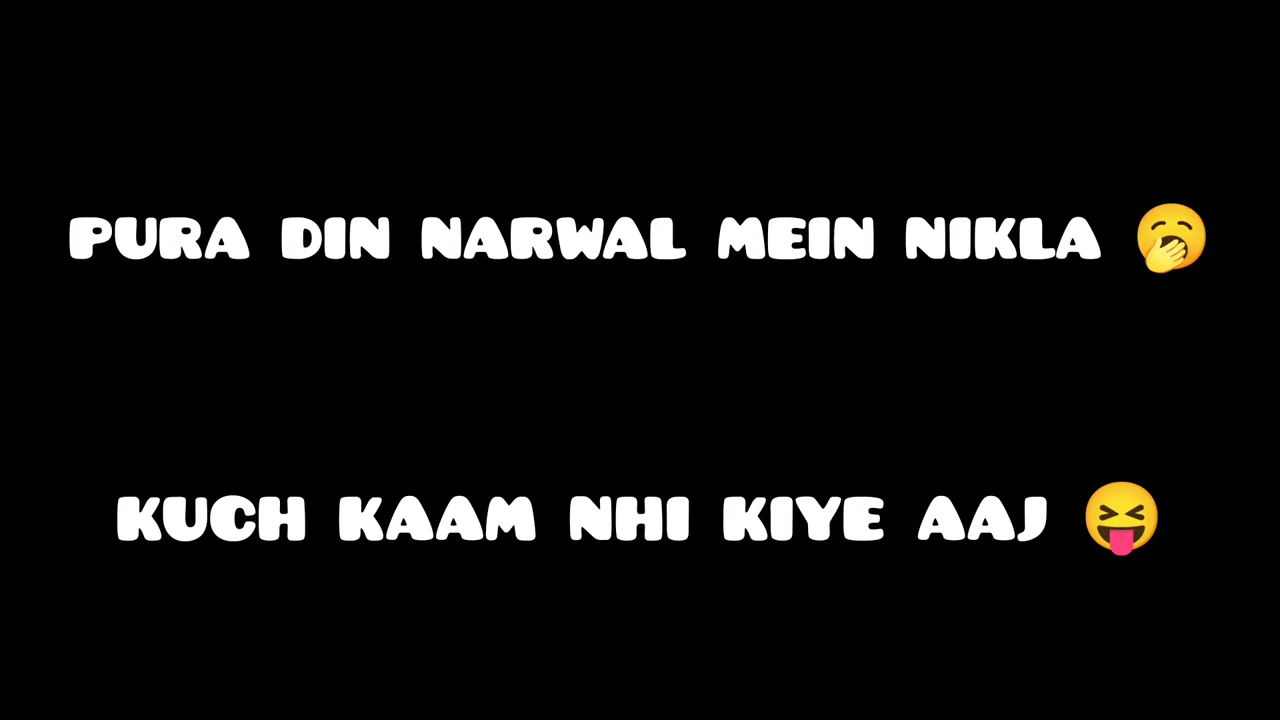 PURA DIN NARWAL MEIN NIKLA 🥱
KUCH KAAM NHI KIYE AAJ 😝